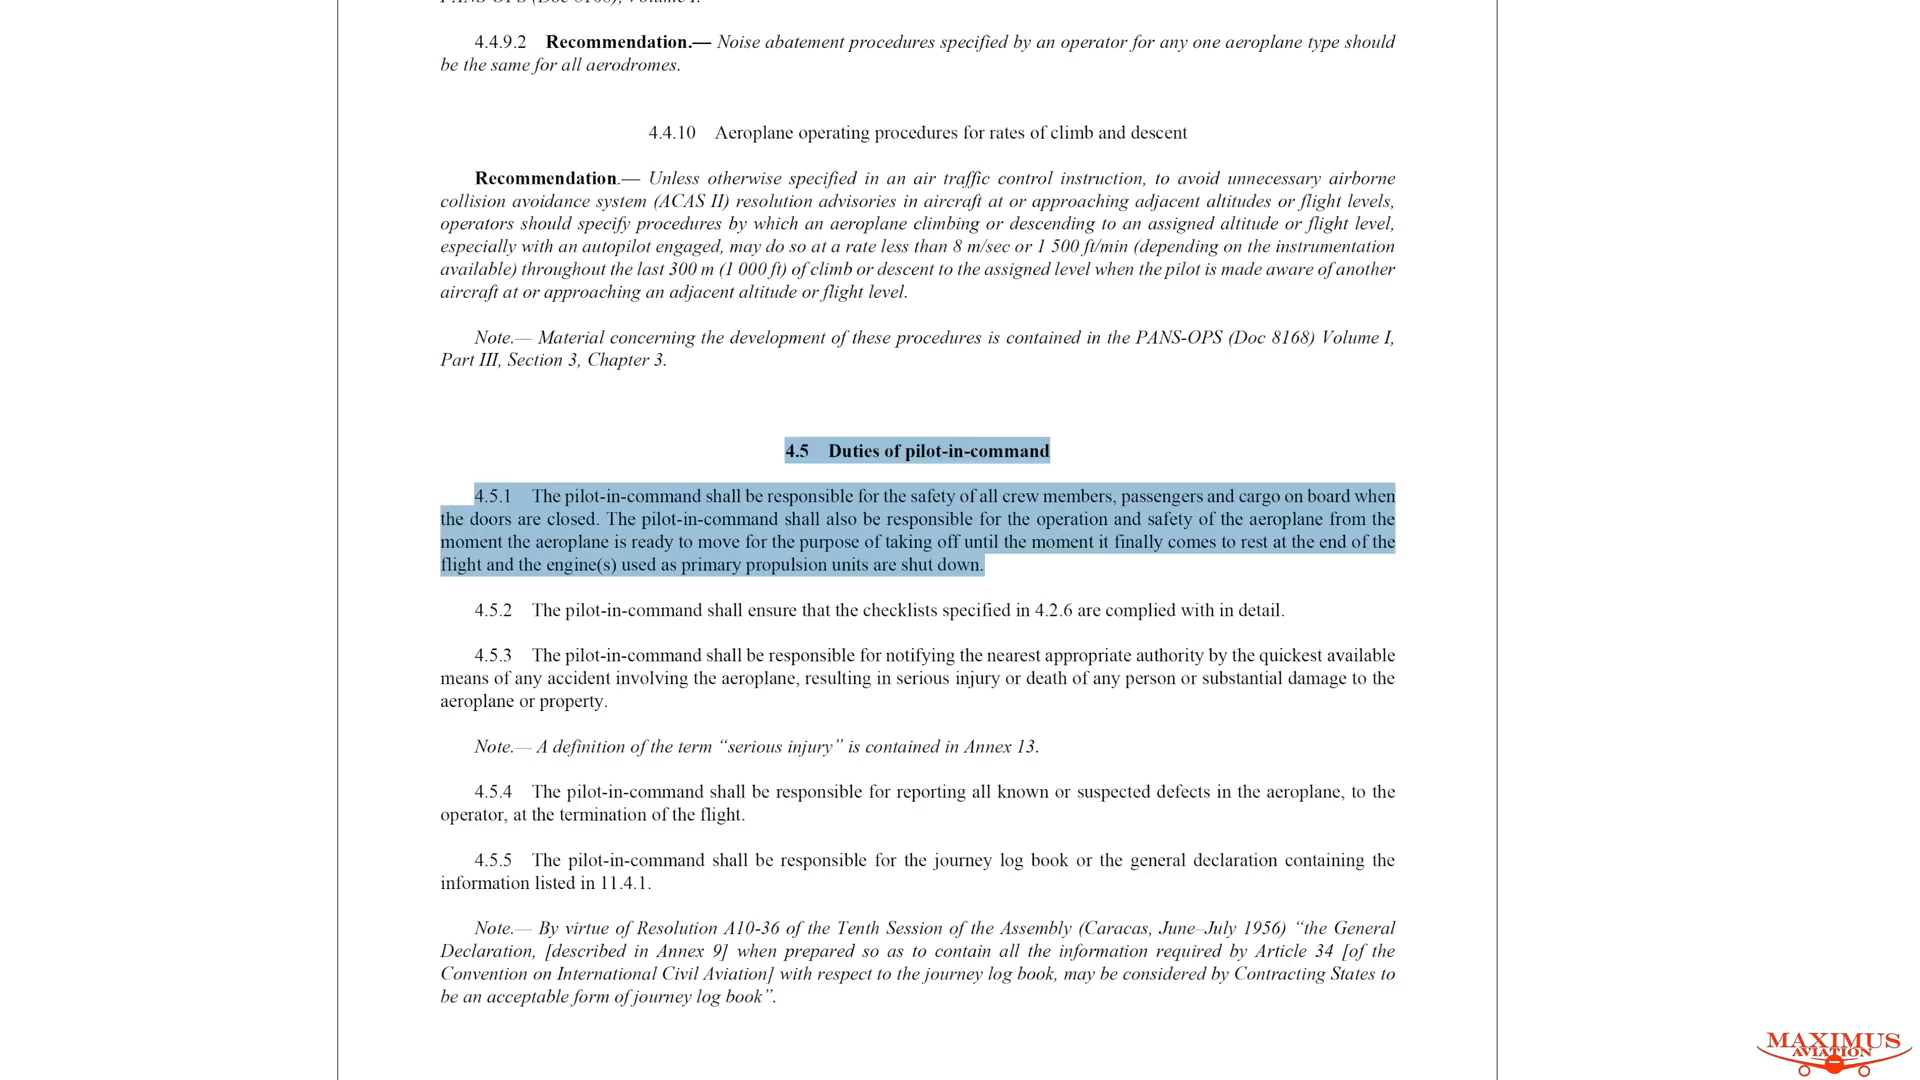 PANS-OPS (Doc 8168), Volume I.
4.4.9.2 Recommendation.— Noise abatement procedures specified by an operator for any one aeroplane type should
be the same for all aerodromes.
4.4.10 Aeroplane operating procedures for rates of climb and descent
Recommendation.— Unless otherwise specified in an air traffic control instruction, to avoid unnecessary airborne
collision avoidance system (ACAS II) resolution advisories in aircraft at or approaching adjacent altitudes or flight levels,
operators should specify procedures by which an aeroplane climbing or descending to an assigned altitude or flight level,
especially with an autopilot engaged, may do so at a rate less than 8 m/sec or 1 500 ft/min (depending on the instrumentation
available) throughout the last 300 m (1 000 ft) of climb or descent to the assigned level when the pilot is made aware of another
aircraft at or approaching an adjacent altitude or flight level.
Note.— Material concerning the development of these procedures is contained in the PANS-OPS (Doc 8168) Volume I,
Part III, Section 3, Chapter 3.
4.5 Duties of pilot-in-command
4.5.1 The pilot-in-command shall be responsible for the safety of all crew members, passengers and cargo on board when
the doors are closed. The pilot-in-command shall also be responsible for the operation and safety of the aeroplane from the
moment the aeroplane is ready to move for the purpose of taking off until the moment it finally comes to rest at the end of the
flight and the engine(s) used as primary propulsion units are shut down.
4.5.2 The pilot-in-command shall ensure that the checklists specified in 4.2.6 are complied with in detail.
4.5.3 The pilot-in-command shall be responsible for notifying the nearest appropriate authority by the quickest available
means of any accident involving the aeroplane, resulting in serious injury or death of any person or substantial damage to the
aeroplane or property.
Note.— A definition of the term “serious injury” is contained in Annex 13.
4.5.4 The pilot-in-command shall be responsible for reporting all known or suspected defects in the aeroplane, to the
operator, at the termination of the flight.
4.5.5 The pilot-in-command shall be responsible for the journey log book or the general declaration containing the
information listed in 11.4.1.
Note.— By virtue of Resolution A10-36 of the Tenth Session of the Assembly (Caracas, June–July 1956) “the General
Declaration, [described in Annex 9] when prepared so as to contain all the information required by Article 34 [of the
Convention on International Civil Aviation] with respect to the journey log book, may be considered by Contracting States to
be an acceptable form of journey log book”.
MAXIMUS
AVIATION